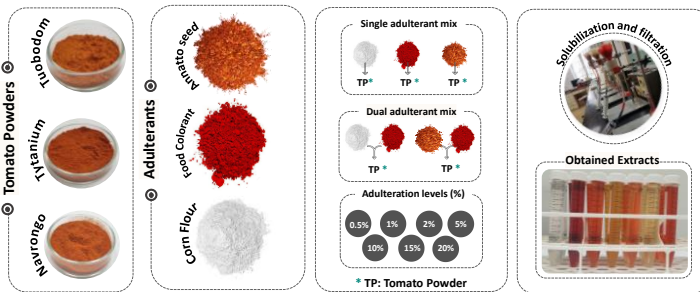 Tomato Powders
Tuobodom
Tytanium
Navrongo
Adulterants
Annatto seed
Food Colorant
Corn Flour
Single adulterant mix
TP* TP* TP*
Dual adulterant mix
TP * TP *
Adulteration levels (%)
0.5% 1% 2% 5%
10% 15% 20%
* TP: Tomato Powder
Solubilization and filtration
Obtained Extracts